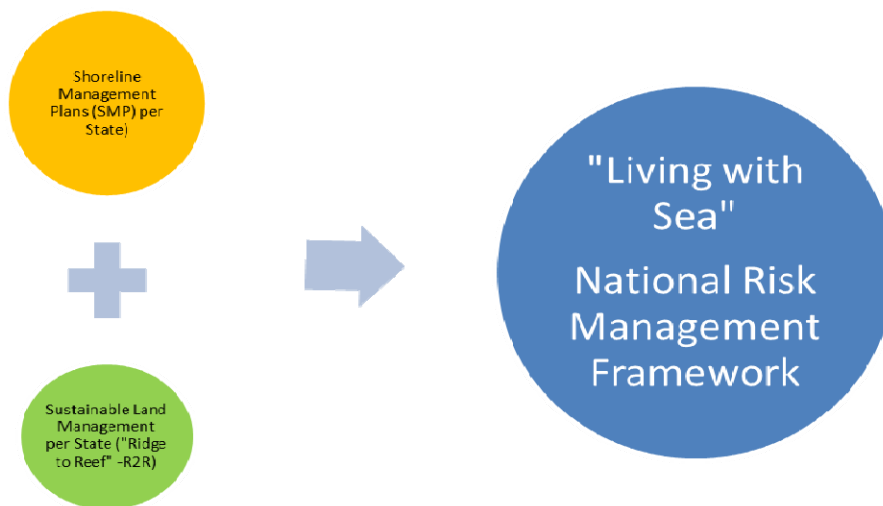 Shoreline
Management
Plans (SMP) per
State)
"Living with
Sea"
National Risk
Management
Framework
Sustainable Land
Management
per State ("Ridge
to Reef" -R2R)